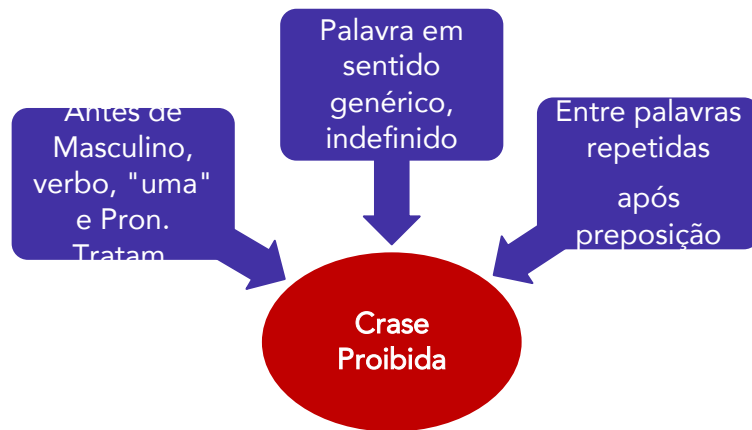 Antes de
Masculino,
verbo, "uma"
e Pron.
Tratam.
Palavra em
sentido
genérico,
indefinido
Entre palavras
repetidas
após
preposição
Crase
Proibida